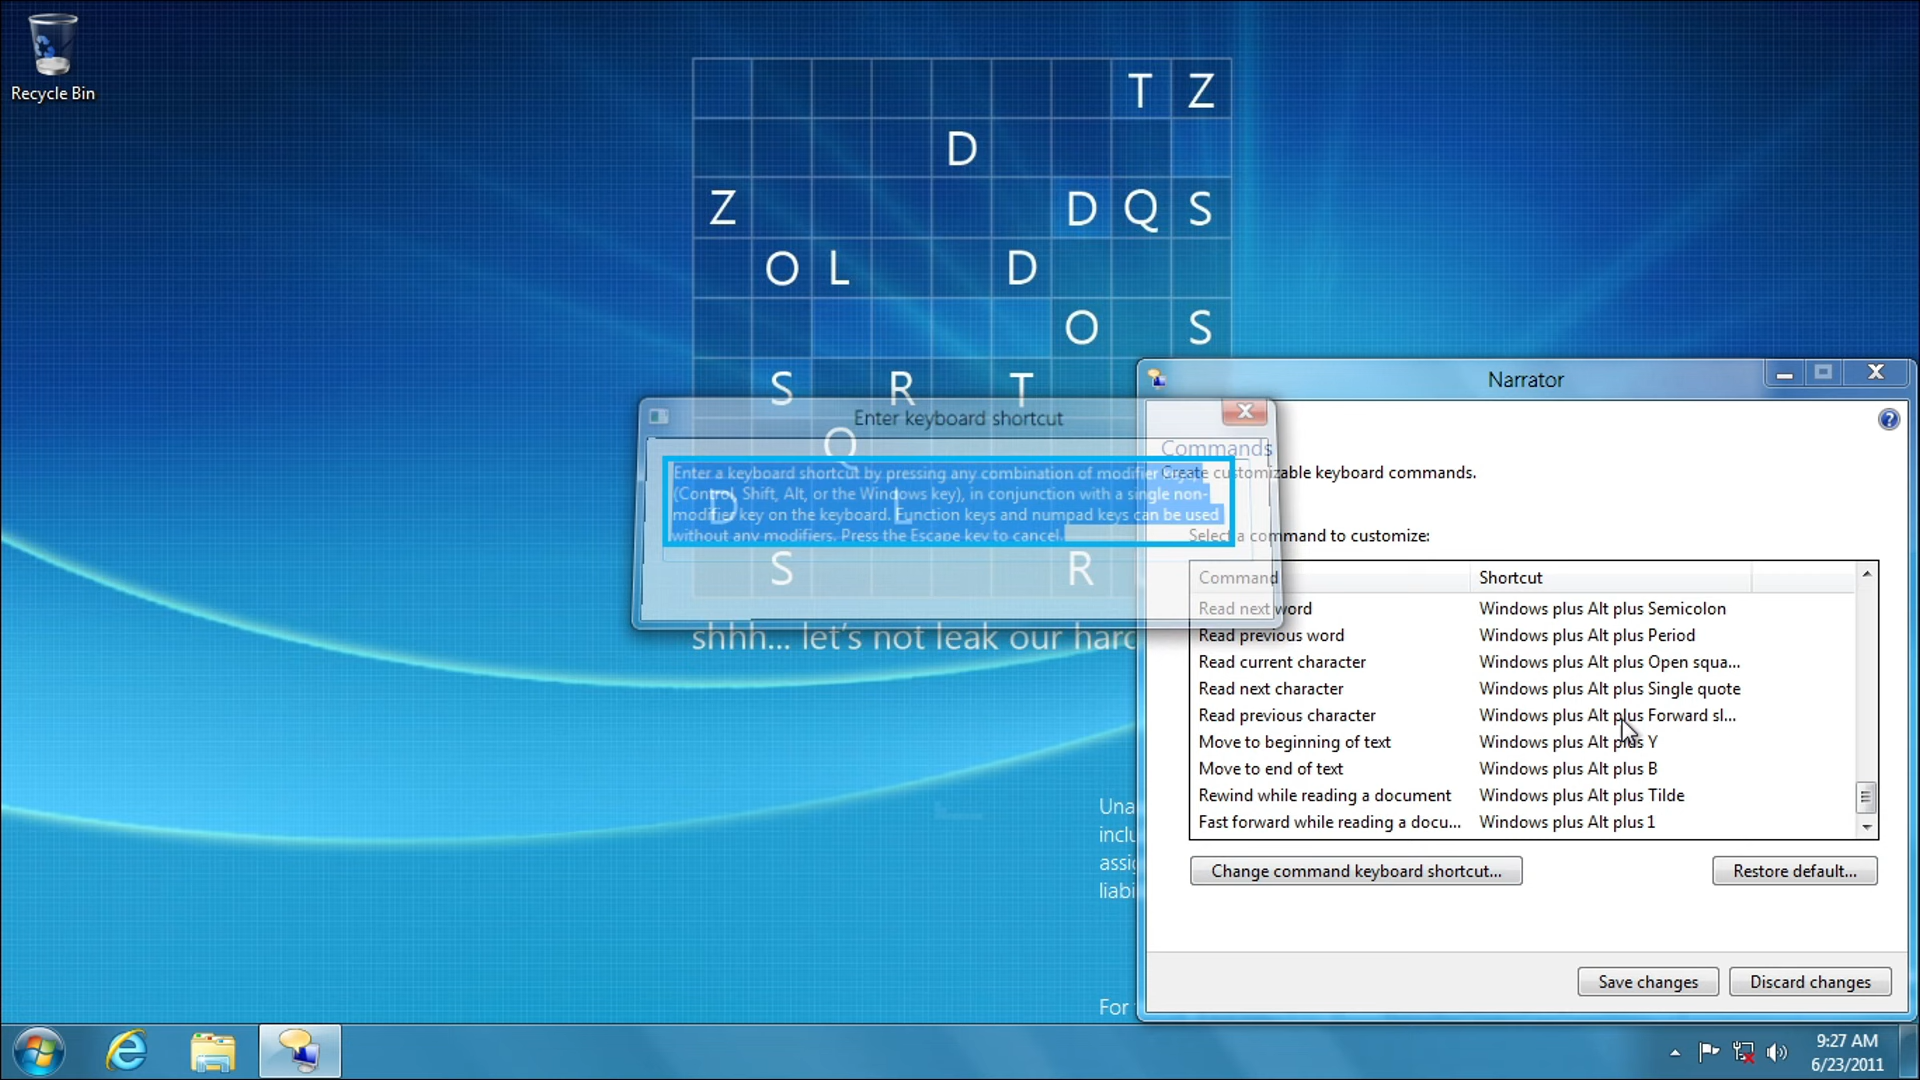 Recycle Bin
T Z
D
Z D Q S
O L D
O S
S R T
Q
D L
S R
shhh... let's not leak our hard
Enter keyboard shortcut
Enter a keyboard shortcut by pressing any combination of modifier keys
(Control, Shift, Alt, or the Windows key), in conjunction with a single non-
modifier key on the keyboard. Function keys and numpad keys can be used
without any modifiers. Press the Escape key to cancel.
Narrator
Commands
Create customizable keyboard commands.
Select a command to customize:
Command Shortcut
Read next word Windows plus Alt plus Semicolon
Read previous word Windows plus Alt plus Period
Read current character Windows plus Alt plus Open squa...
Read next character Windows plus Alt plus Single quote
Read previous character Windows plus Alt plus Forward sl...
Move to beginning of text Windows plus Alt plus Y
Move to end of text Windows plus Alt plus B
Rewind while reading a document Windows plus Alt plus Tilde
Fast forward while reading a docu... Windows plus Alt plus 1
Change command keyboard shortcut... Restore default...
Save changes Discard changes
Una
inclu
assig
liabi
For
9:27 AM
6/23/2011